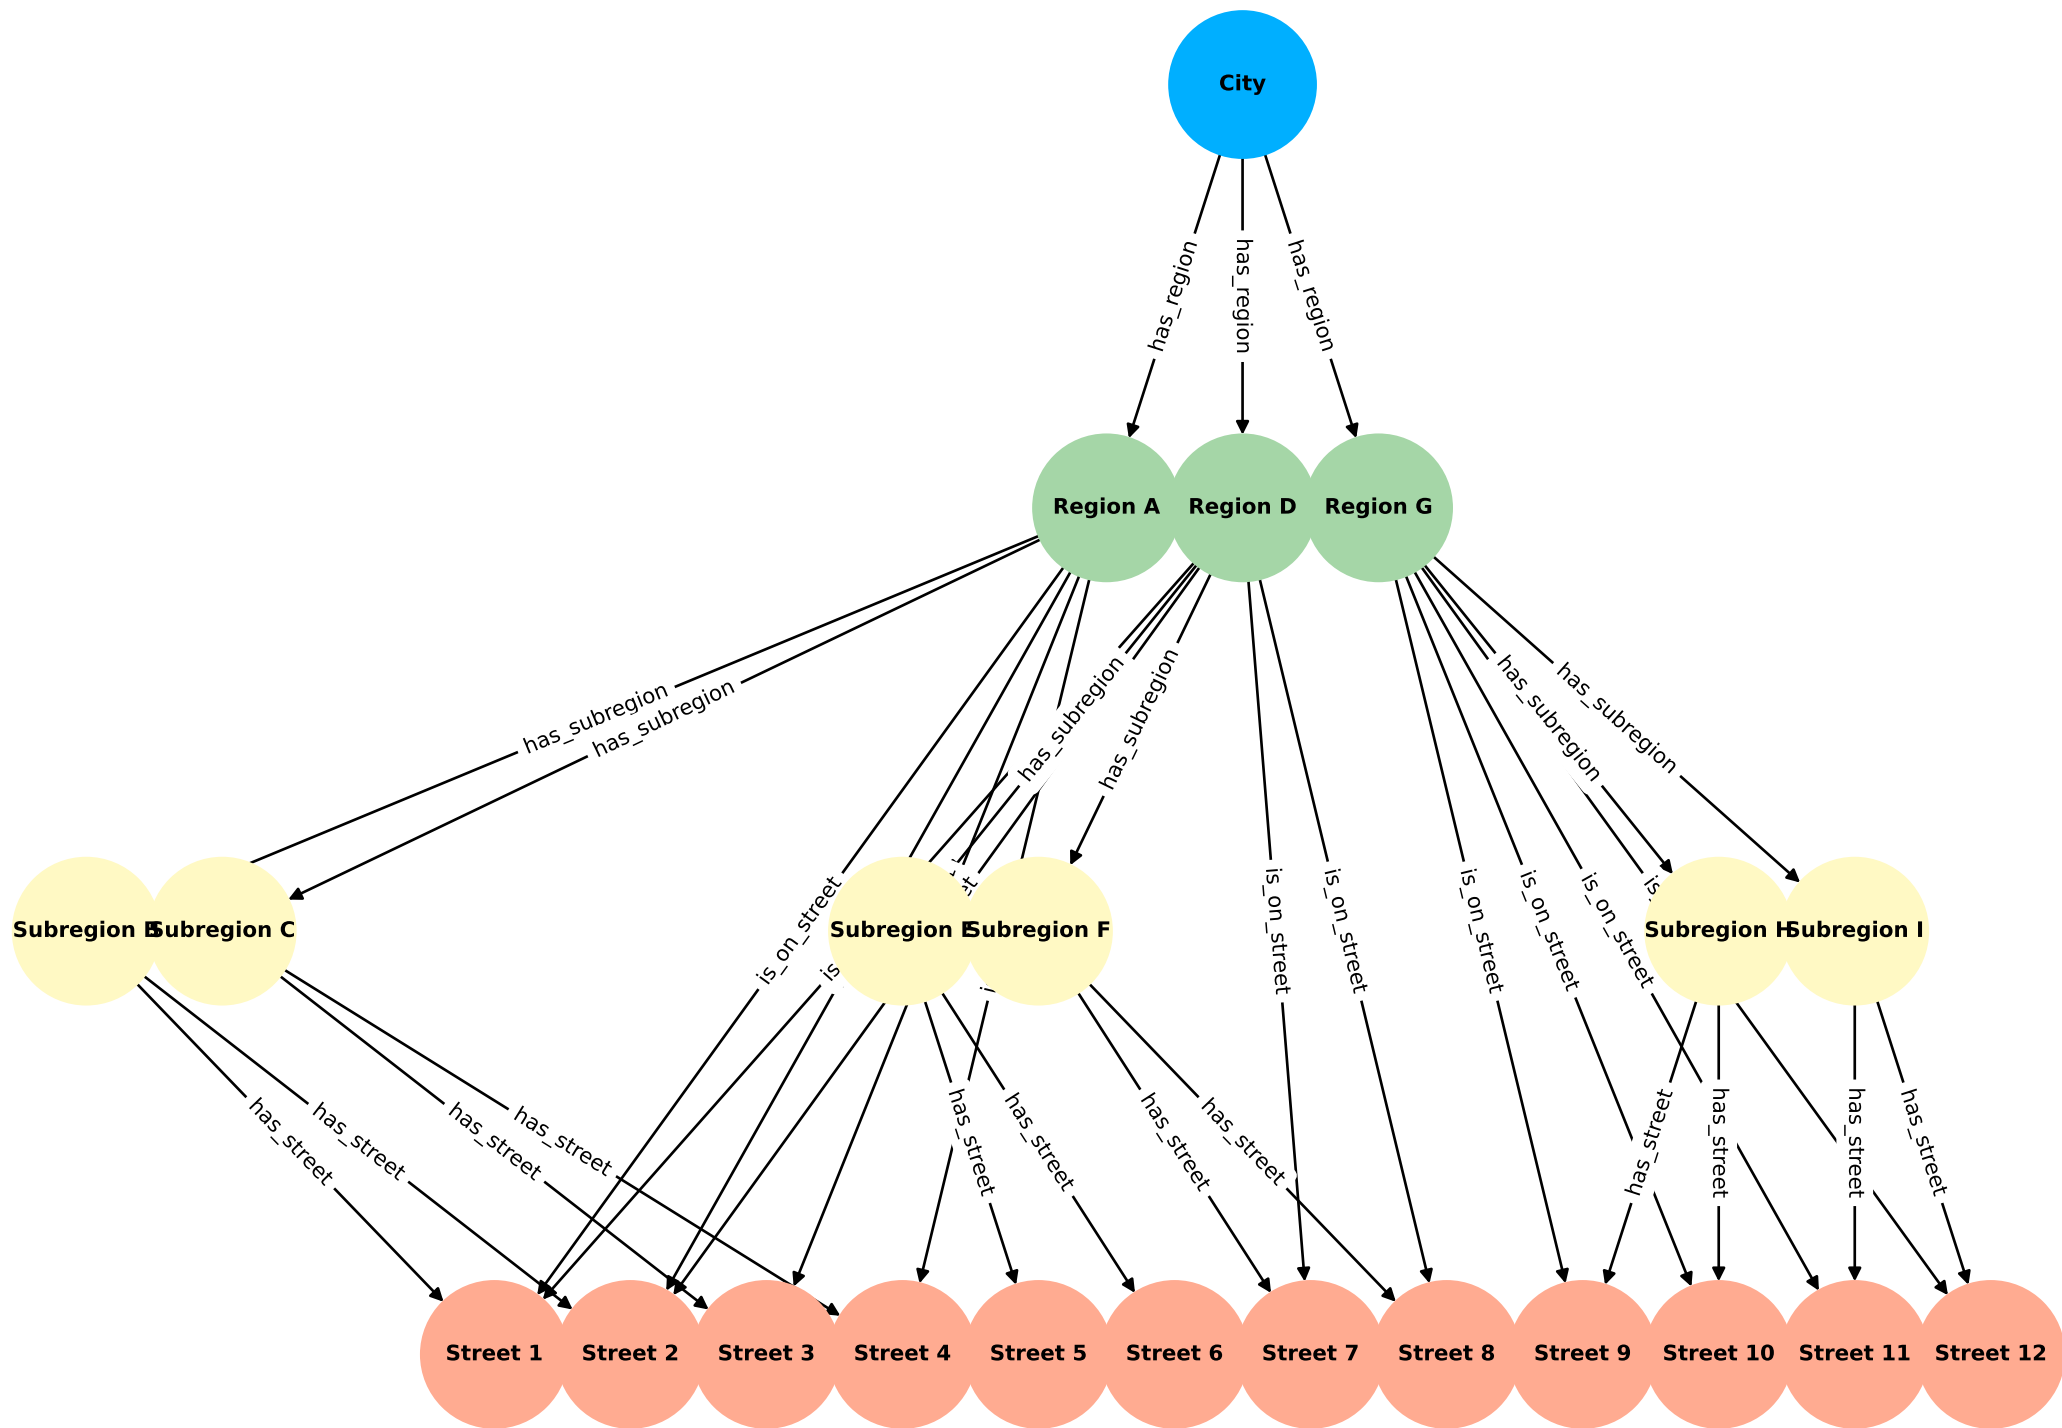 City
has_region
has_region
has_region
Region A
Region D
Region G
has_subregion
has_subregion
has_subregion
has_subregion
has_subregion
has_subregion
is_on_street
is_on_street
is_on_street
is_on_street
is_on_street
is_on_street
Subregion B
Subregion C
Subregion E
Subregion F
Subregion H
Subregion I
has_street
has_street
has_street
has_street
has_street
has_street
has_street
has_street
has_street
has_street
has_street
has_street
Street 1
Street 2
Street 3
Street 4
Street 5
Street 6
Street 7
Street 8
Street 9
Street 10
Street 11
Street 12